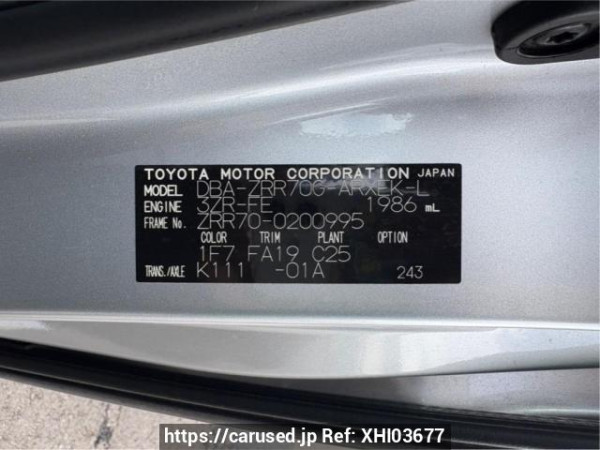 TOYOTA MOTOR CORPORATION JAPAN
MODEL DBA-ZRR70G-ARXEK-L
ENGINE 3ZR-FE 1986 mL
FRAME No. ZRR70-0200995
COLOR TRIM PLANT OPTION
1F7 FA19 C25
TRANS./AXLE K111 -01A 243
https://carused.jp Ref: XHI03677